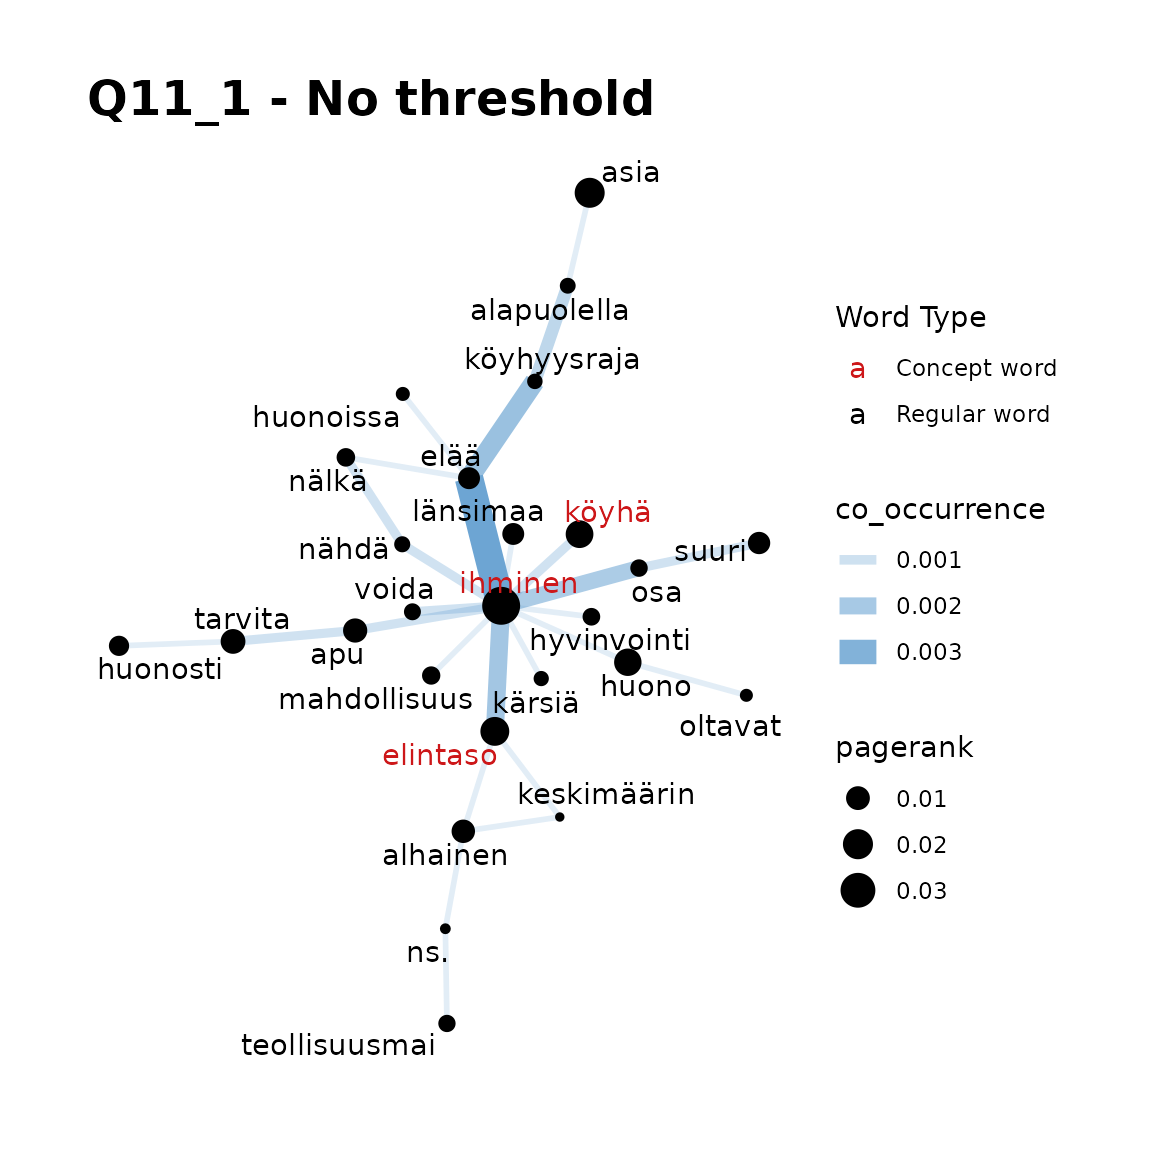 Q11_1 - No threshold
asia
alapuolella
köyhyysraja
huonoissa
elää
nälkä
länsimaa
köyhä
nähdä
suuri
ihminen
voida
osa
tarvita
hyvinvointi
apu
huonosti
huono
mahdollisuus
kärsiä
oltavat
elintaso
keskimäärin
alhainen
ns.
teollisuusmai
Word Type
a Concept word
a Regular word
co_occurrence
0.001
0.002
0.003
pagerank
0.01
0.02
0.03